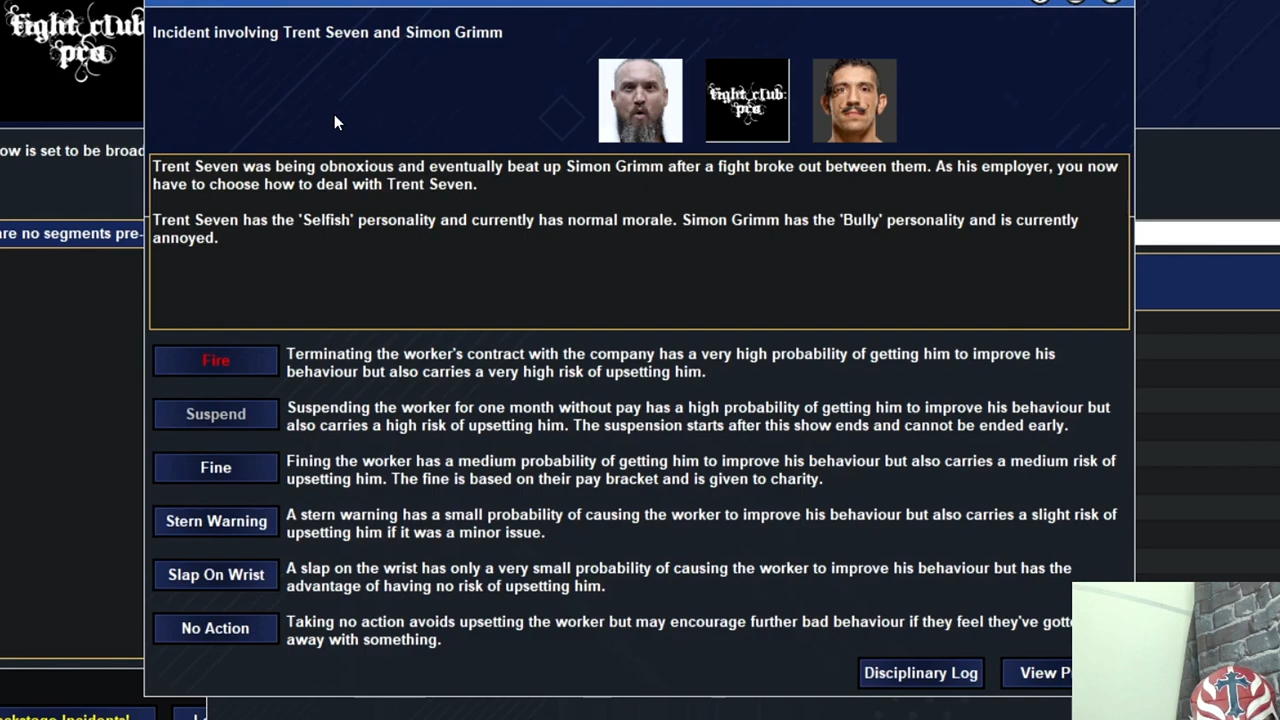 fight club
pro
Incident involving Trent Seven and Simon Grimm
fight club
pro
ow is set to be broad
Trent Seven was being obnoxious and eventually beat up Simon Grimm after a fight broke out between them. As his employer, you now
have to choose how to deal with Trent Seven.
Trent Seven has the 'Selfish' personality and currently has normal morale. Simon Grimm has the 'Bully' personality and is currently
annoyed.
are no segments pre-
Fire
Terminating the worker's contract with the company has a very high probability of getting him to improve his
behaviour but also carries a very high risk of upsetting him.
Suspend
Suspending the worker for one month without pay has a high probability of getting him to improve his behaviour but
also carries a high risk of upsetting him. The suspension starts after this show ends and cannot be ended early.
Fine
Fining the worker has a medium probability of getting him to improve his behaviour but also carries a medium risk of
upsetting him. The fine is based on their pay bracket and is given to charity.
Stern Warning
A stern warning has a small probability of causing the worker to improve his behaviour but also carries a slight risk of
upsetting him if it was a minor issue.
Slap On Wrist
A slap on the wrist has only a very small probability of causing the worker to improve his behaviour but has the
advantage of having no risk of upsetting him.
No Action
Taking no action avoids upsetting the worker but may encourage further bad behaviour if they feel they've gotte
away with something.
Disciplinary Log
View P
ckstage Incidents!